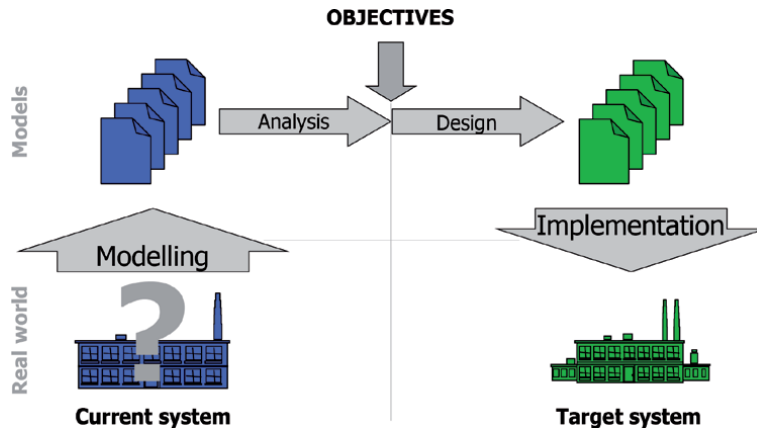 OBJECTIVES
Models
Analysis
Design
Modelling
Implementation
Real world
?
Current system
Target system